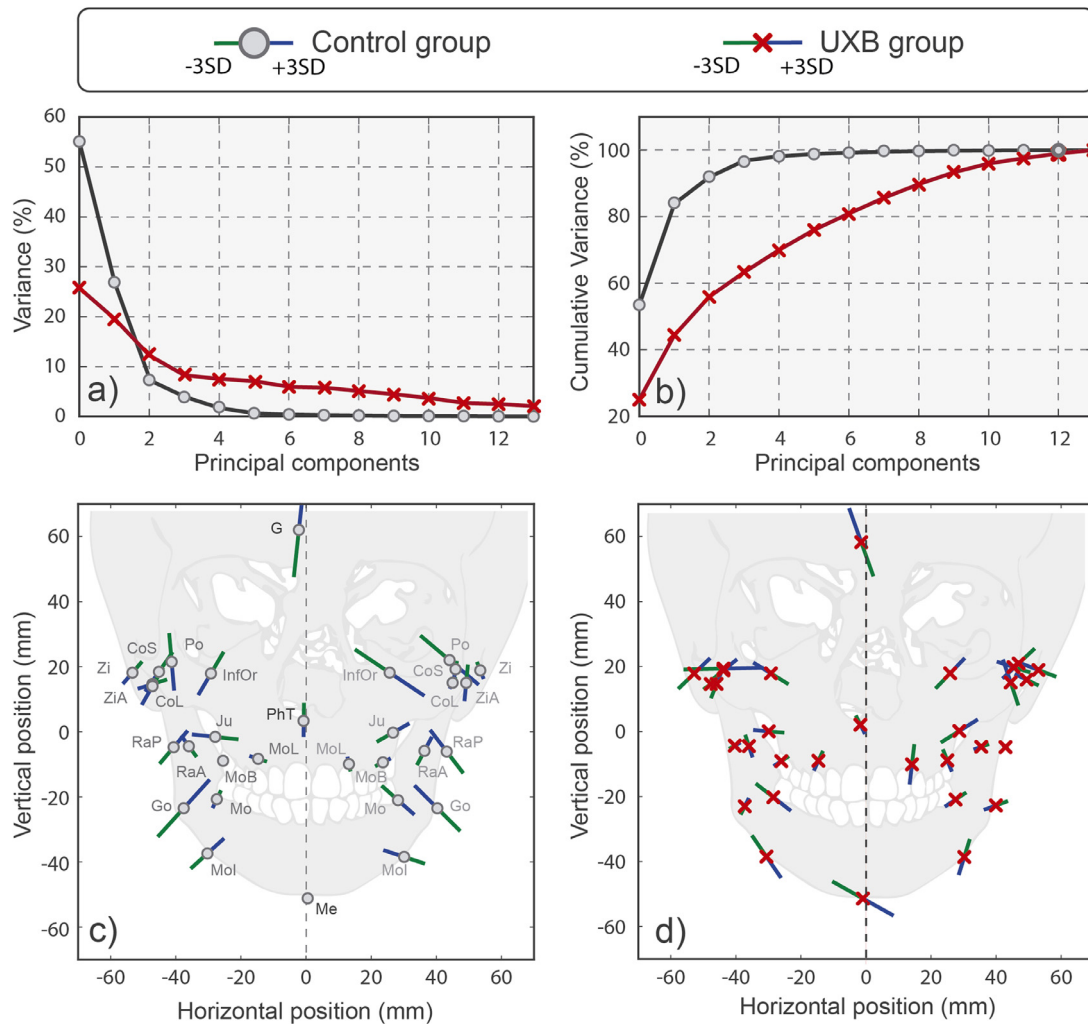 Control group UXB group
-3SD +3SD -3SD +3SD
60
50
40
30
20
10
0
Variance (%)
a)
0 2 4 6 8 10 12
Principal components
100
80
60
40
20
Cumulative Variance (%)
b)
0 2 4 6 8 10 12
Principal components
60
40
20
0
-20
-40
-60
Vertical position (mm)
G
CoS Po Po
Zi InfOr InfOr CoS Zi
ZiA CoL CoL ZiA
PhT
Ju Ju
RaP MoL MoL RaP
RaA MoB MoB RaA
Go Mo Mo Go
Mol Mol
Me
c)
-60 -40 -20 0 20 40 60
Horizontal position (mm)
60
40
20
0
-20
-40
-60
Vertical position (mm)
d)
-60 -40 -20 0 20 40 60
Horizontal position (mm)